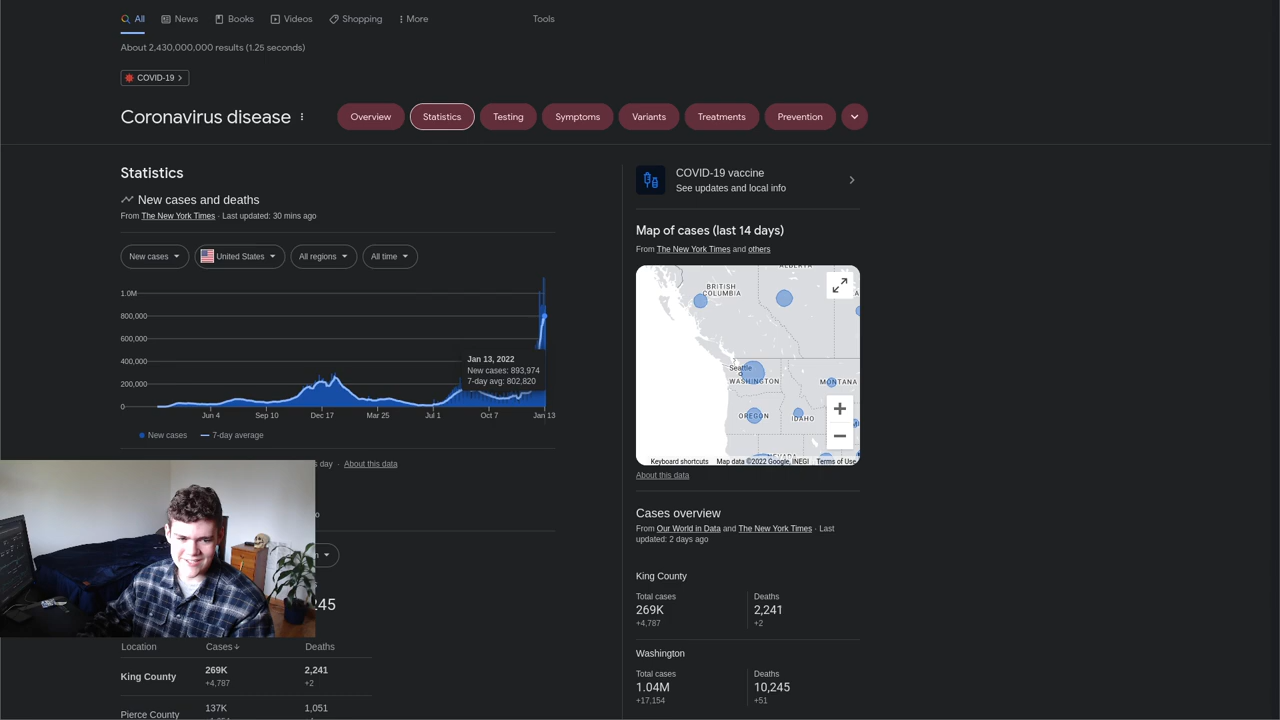 All
News
Books
Videos
Shopping
More
Tools
About 2,430,000,000 results (1.25 seconds)
COVID-19
Coronavirus disease
Overview
Statistics
Testing
Symptoms
Variants
Treatments
Prevention
Statistics
New cases and deaths
From The New York Times · Last updated: 30 mins ago
New cases
United States
All regions
All time
1.0M
800,000
600,000
400,000
200,000
0
Jan 13, 2022
New cases: 893,974
7-day avg: 802,820
Jun 4
Sep 10
Dec 17
Mar 25
Jul 1
Oct 7
Jan 13
New cases
7-day average
s day · About this data
245
Location
Cases
Deaths
King County
269K
2,241
+4,787
+2
Pierce County
137K
1,051
COVID-19 vaccine
See updates and local info
Map of cases (last 14 days)
From The New York Times and others
ALBERTA
BRITISH
COLUMBIA
Seattle
WASHINGTON
MONTANA
OREGON
IDAHO
NEVADA
Keyboard shortcuts
Map data ©2022 Google, INEGI
Terms of Use
About this data
Cases overview
From Our World in Data and The New York Times · Last
updated: 2 days ago
King County
Total cases
Deaths
269K
2,241
+4,787
+2
Washington
Total cases
Deaths
1.04M
10,245
+17,154
+51